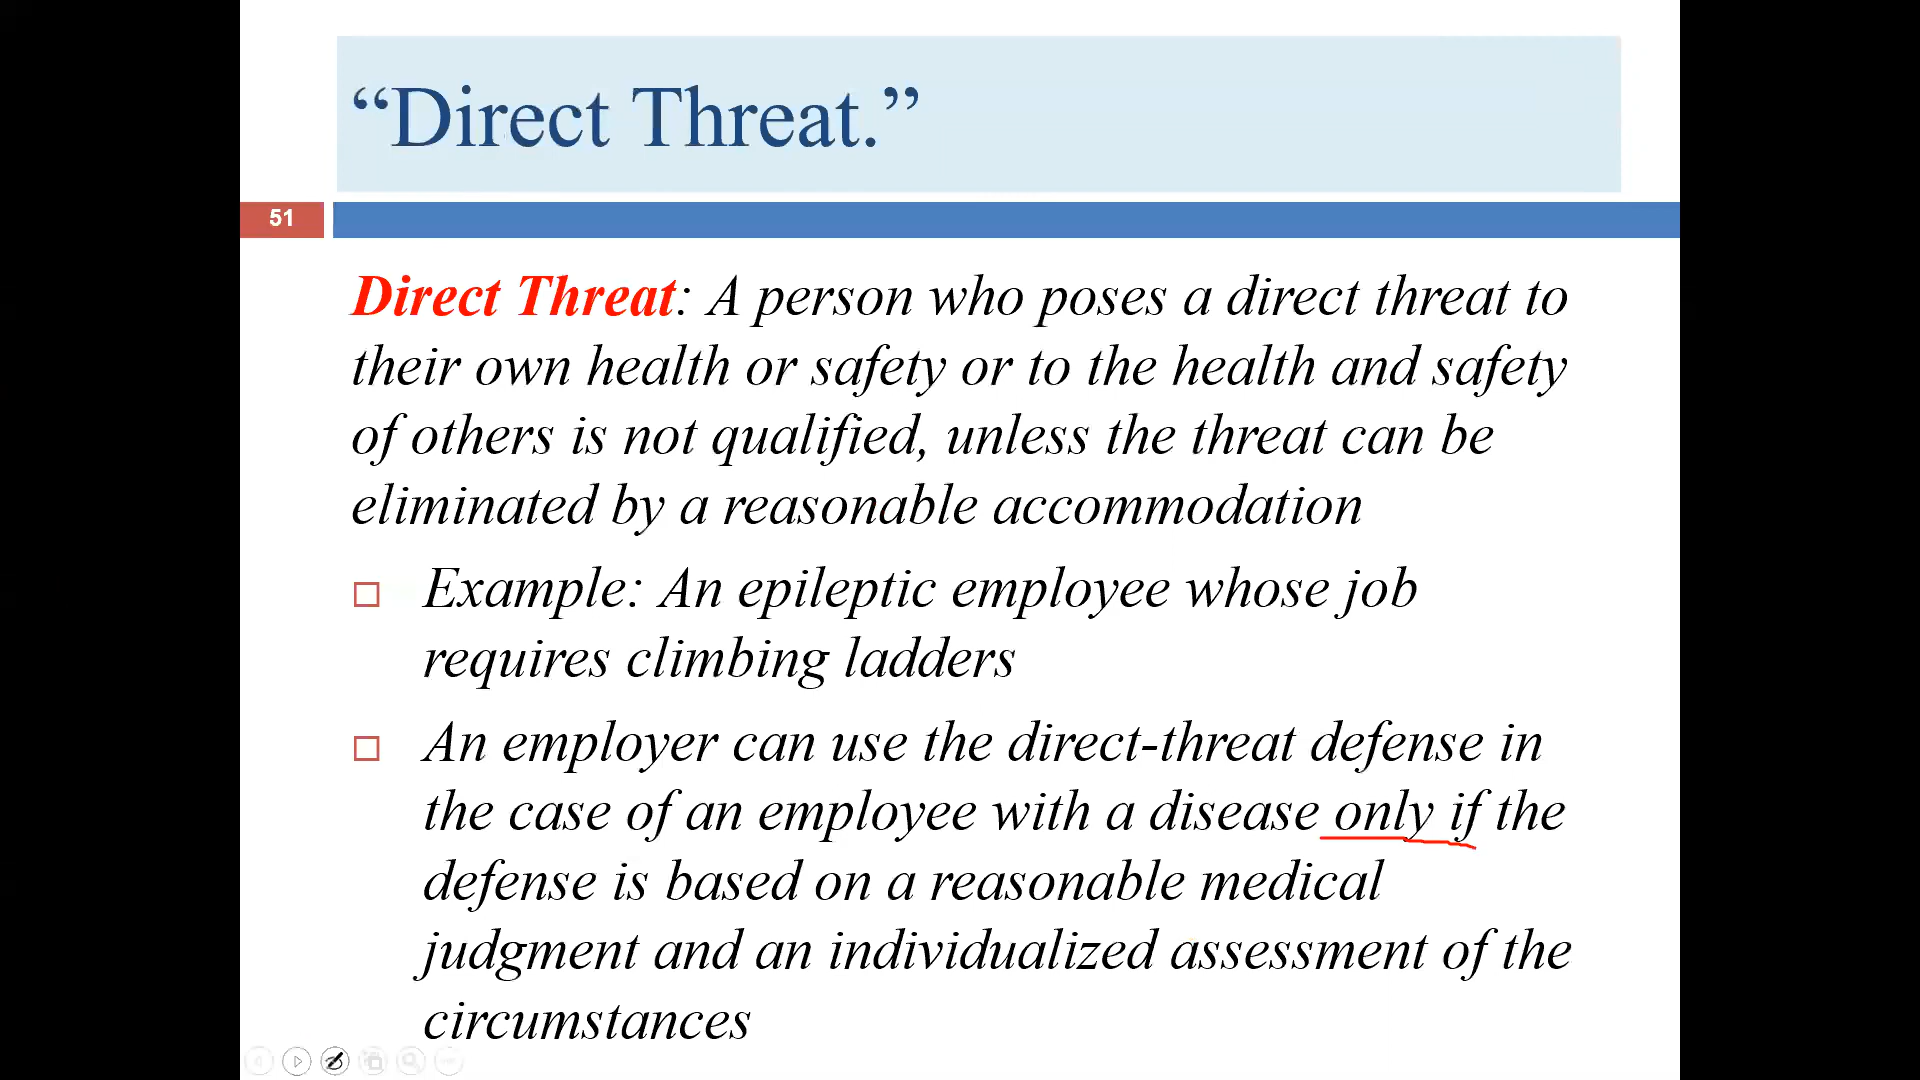 “Direct Threat.”
51
Direct Threat: A person who poses a direct threat to
their own health or safety or to the health and safety
of others is not qualified, unless the threat can be
eliminated by a reasonable accommodation
Example: An epileptic employee whose job
requires climbing ladders
An employer can use the direct-threat defense in
the case of an employee with a disease only if the
defense is based on a reasonable medical
judgment and an individualized assessment of the
circumstances